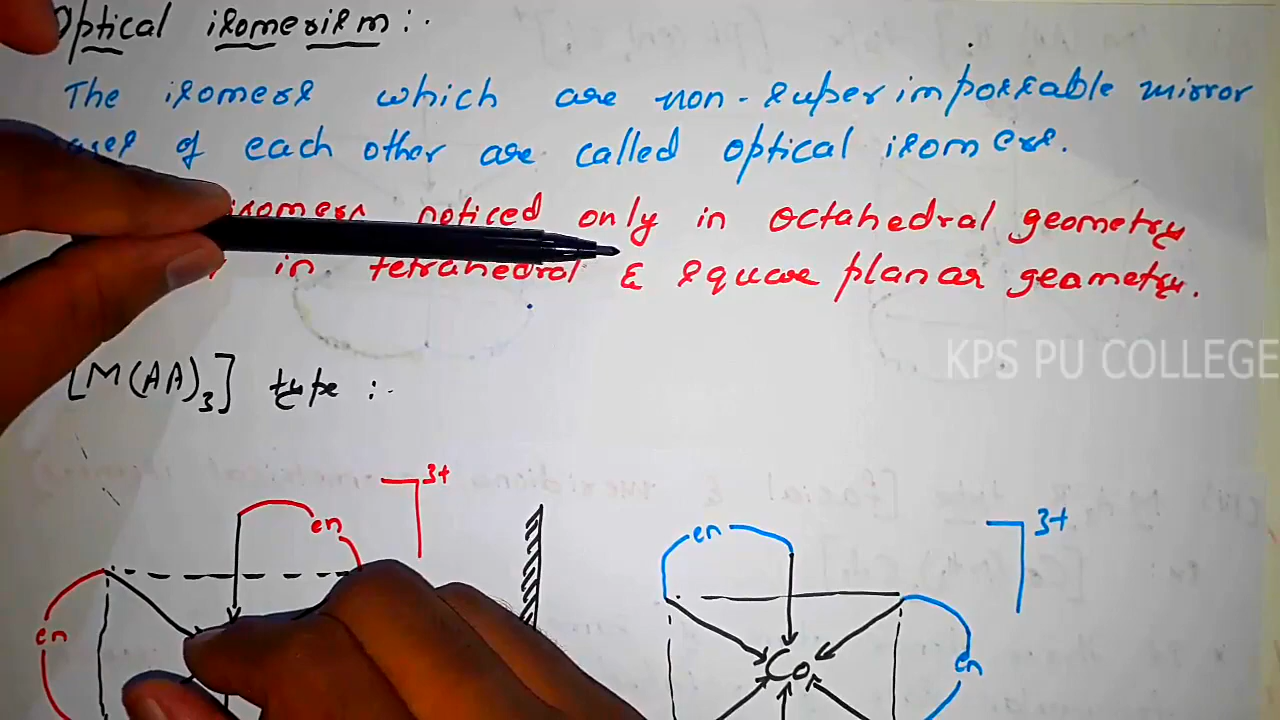 Optical isomerism:-
The isomers which are non-superimpossable mirror
of each other are called optical isomers.
isomers noticed only in octahedral geometry
in tetrahedral & square planar geometry.
KPS PU COLLEGE
[M(AA)3] type :-
3+
en
3+
en
en
Co
en